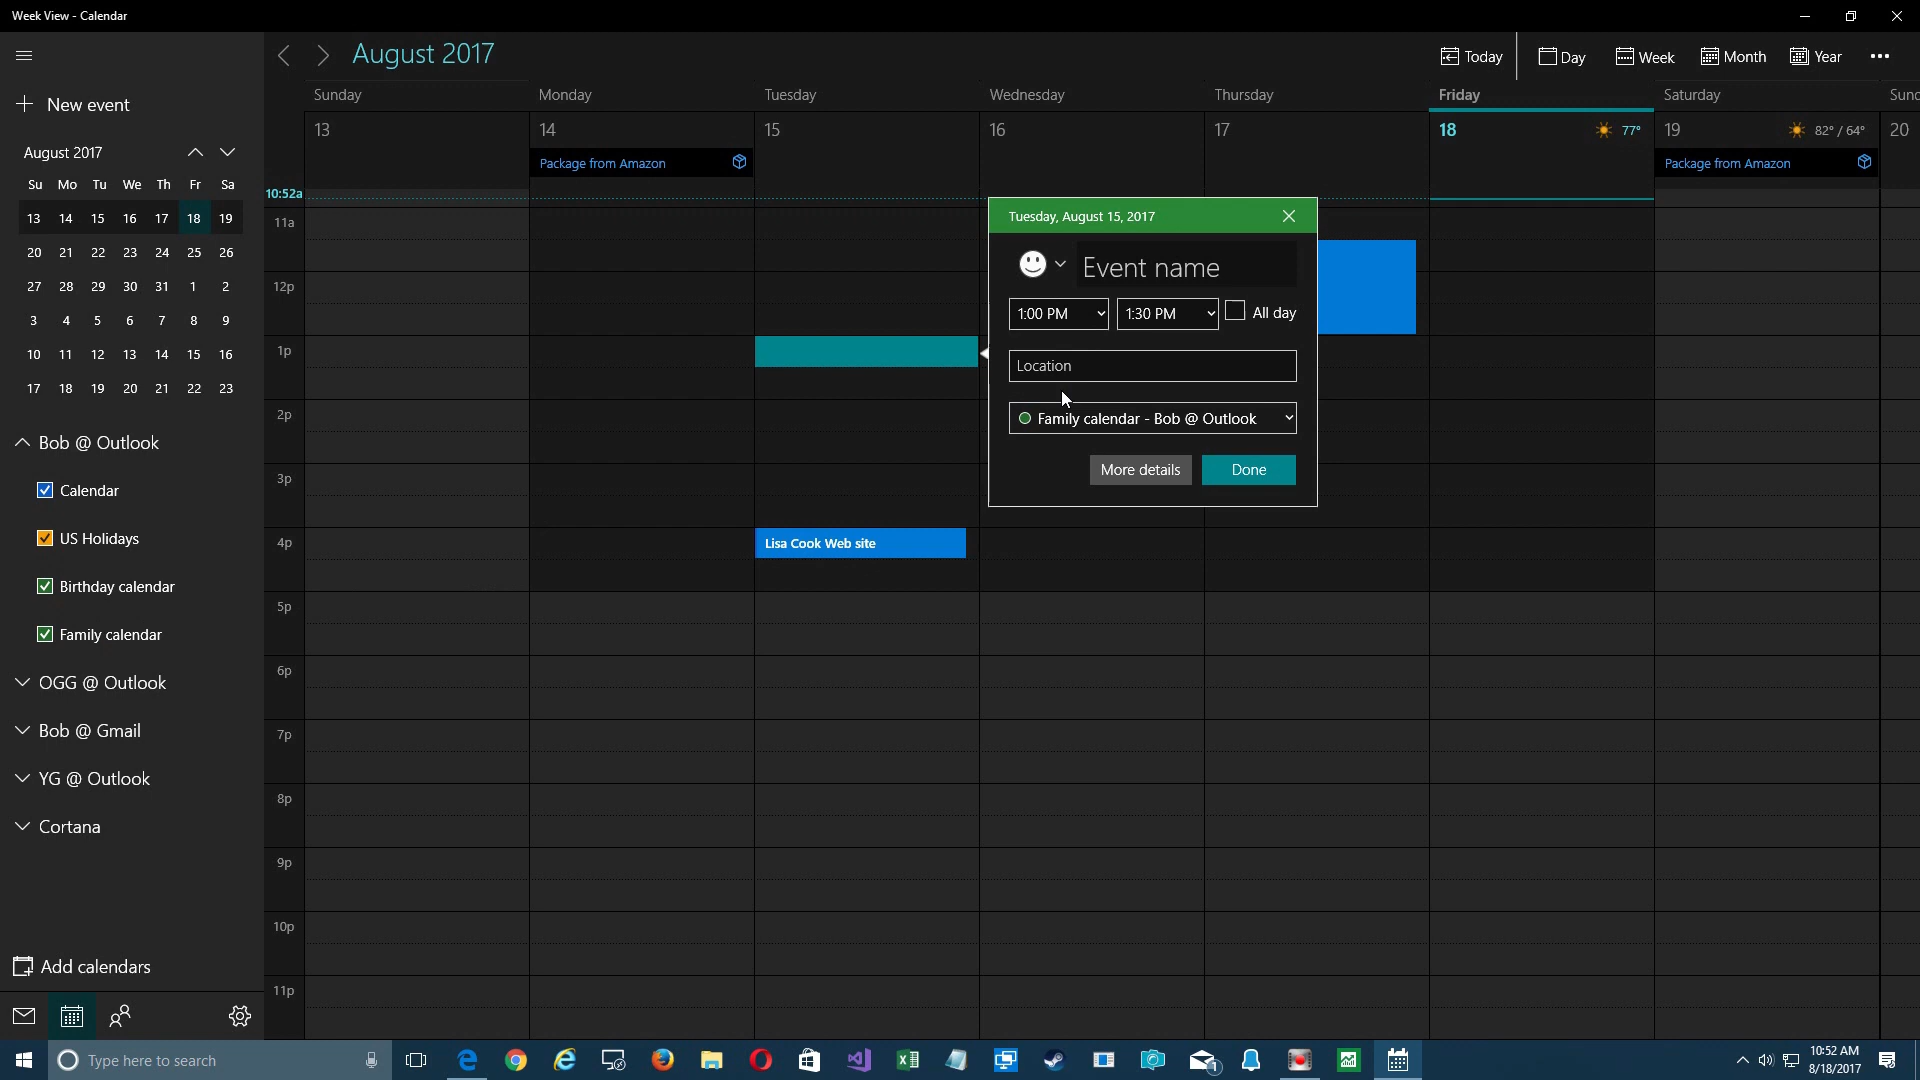 Week View - Calendar
August 2017
Today
Day
Week
Month
Year
New event
August 2017
Su Mo Tu We Th Fr Sa
13 14 15 16 17 18 19
20 21 22 23 24 25 26
27 28 29 30 31 1 2
3 4 5 6 7 8 9
10 11 12 13 14 15 16
17 18 19 20 21 22 23
Bob @ Outlook
Calendar
US Holidays
Birthday calendar
Family calendar
OGG @ Outlook
Bob @ Gmail
YG @ Outlook
Cortana
Add calendars
Sunday Monday Tuesday Wednesday Thursday Friday Saturday Sunc
13 14 15 16 17 18 77° 19 82° / 64° 20
Package from Amazon
Package from Amazon
10:52a
11a
12p
1p
2p
3p
4p
5p
6p
7p
8p
9p
10p
11p
Lisa Cook Web site
Tuesday, August 15, 2017
Event name
1:00 PM 1:30 PM All day
Location
Family calendar - Bob @ Outlook
More details Done
Type here to search
1
10:52 AM
8/18/2017